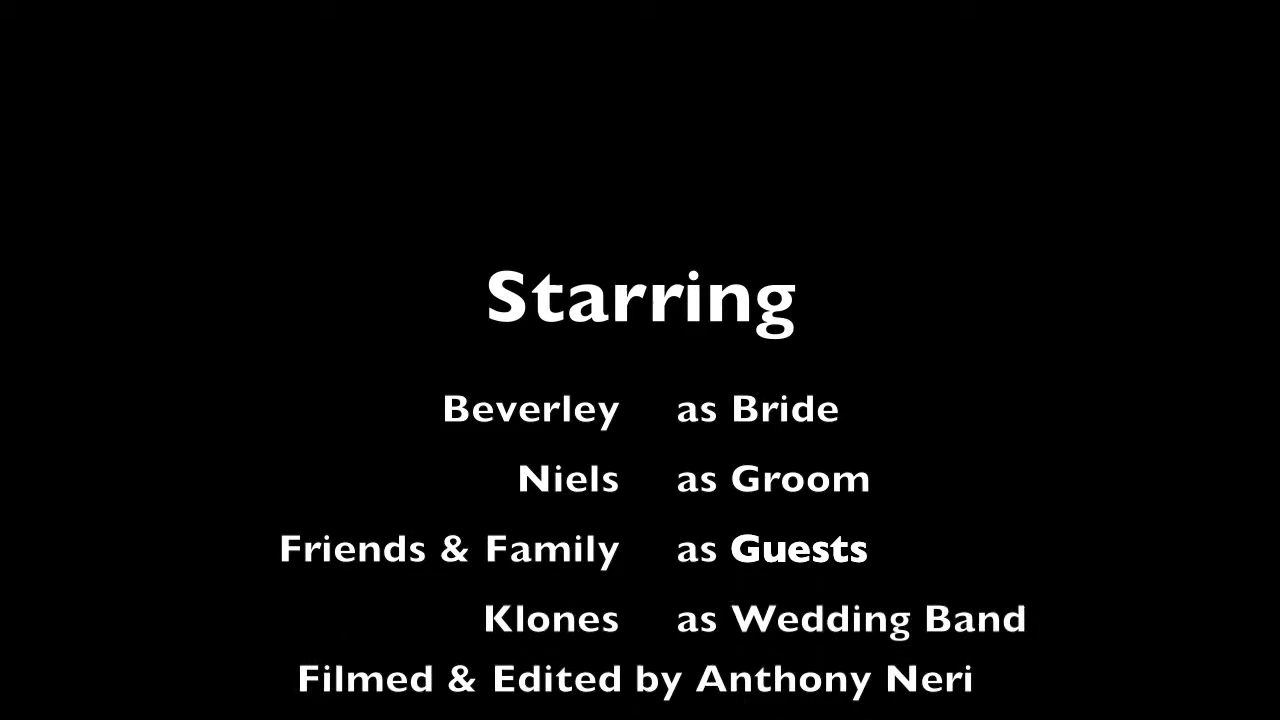 Starring
Beverley as Bride
Niels as Groom
Friends & Family as Guests
Klones as Wedding Band
Filmed & Edited by Anthony Neri